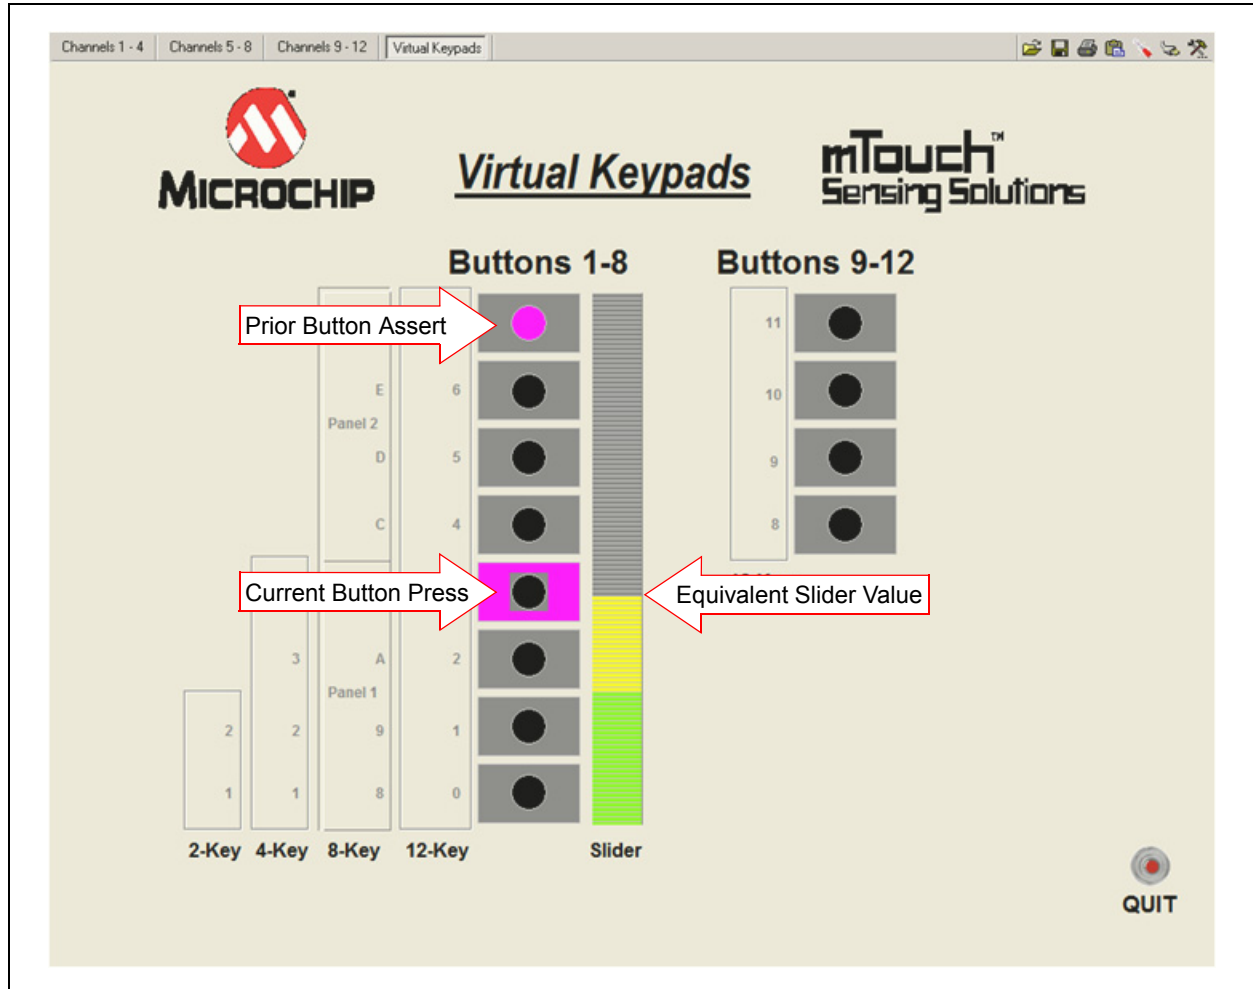 Channels 1 - 4 Channels 5 - 8 Channels 9 - 12 Virtual Keypads
MICROCHIP
Virtual Keypads
mTouch™
Sensing Solutions
Buttons 1-8 Buttons 9-12
Prior Button Assert 11
E 6 10
Panel 2
D 5 9
C 4 8
Current Button Press Equivalent Slider Value
3 A 2
Panel 1
2 2 9 1
1 1 8 0
2-Key 4-Key 8-Key 12-Key Slider
QUIT